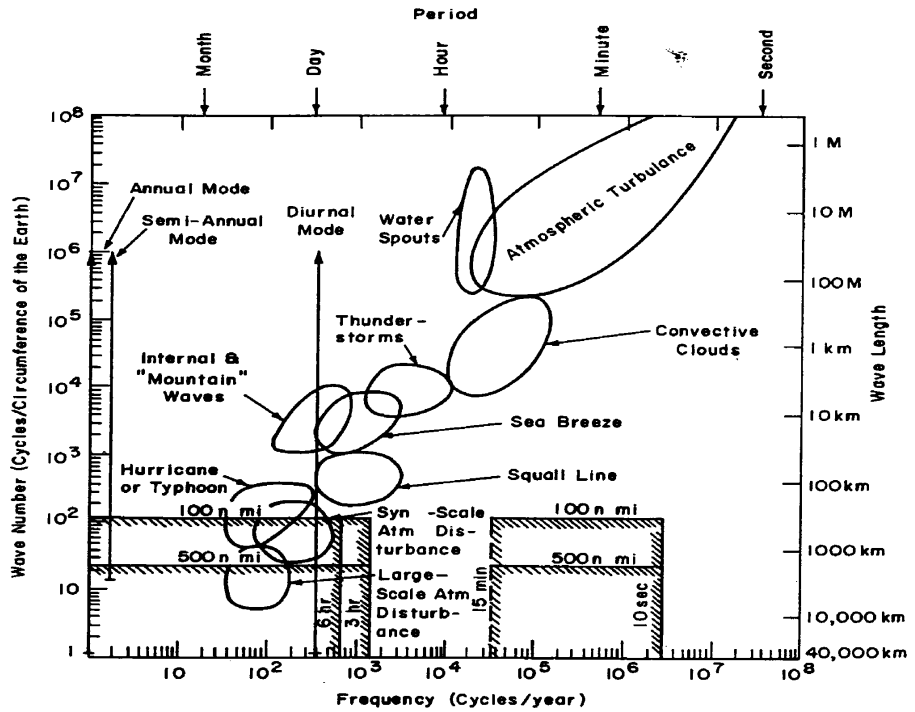 Period
Month
Day
Hour
Minute
Second
10⁸
10⁷
10⁶
10⁵
10⁴
10³
10²
10
1
Wave Number (Cycles/Circumference of the Earth)
Annual Mode
Semi-Annual
Mode
Diurnal
Mode
Water
Spouts
Atmospheric Turbulance
Thunder-
storms
Convective
Clouds
Internal &
"Mountain"
Waves
Sea Breeze
Squall Line
Hurricane
or Typhoon
Syn -Scale
Atm Dis-
turbance
Large-
Scale Atm
Disturb-
ance
100 n mi
500 n mi
6 hr
3 hr
100 n mi
500 n mi
15 min
10 sec
1 M
10 M
100 M
1 km
10 km
100 km
1000 km
10,000 km
40,000 km
Wave Length
10
10²
10³
10⁴
10⁵
10⁶
10⁷
10⁸
Frequency (Cycles/year)